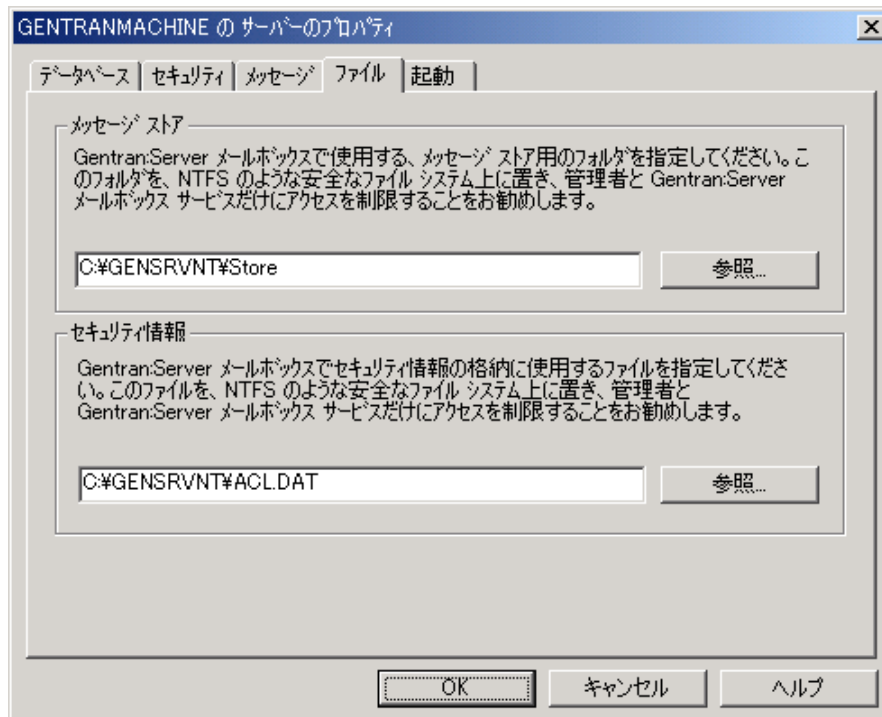 GENTRANMACHINE の サーバーのプロパティ
データベース セキュリティ メッセージ ファイル 起動
メッセージ ストア
Gentran:Server メールボックスで使用する、メッセージ ストア用のフォルダを指定してください。こ
のフォルダを、NTFS のような安全なファイル システム上に置き、管理者と Gentran:Server
メールボックス サービスだけにアクセスを制限することをお勧めします。
C:¥GENSRVNT¥Store 参照...
セキュリティ情報
Gentran:Server メールボックスでセキュリティ情報の格納に使用するファイルを指定してくださ
い。このファイルを、NTFS のような安全なファイル システム上に置き、管理者と
Gentran:Server メールボックス サービスだけにアクセスを制限することをお勧めします。
C:¥GENSRVNT¥ACL.DAT 参照...
OK キャンセル ヘルプ